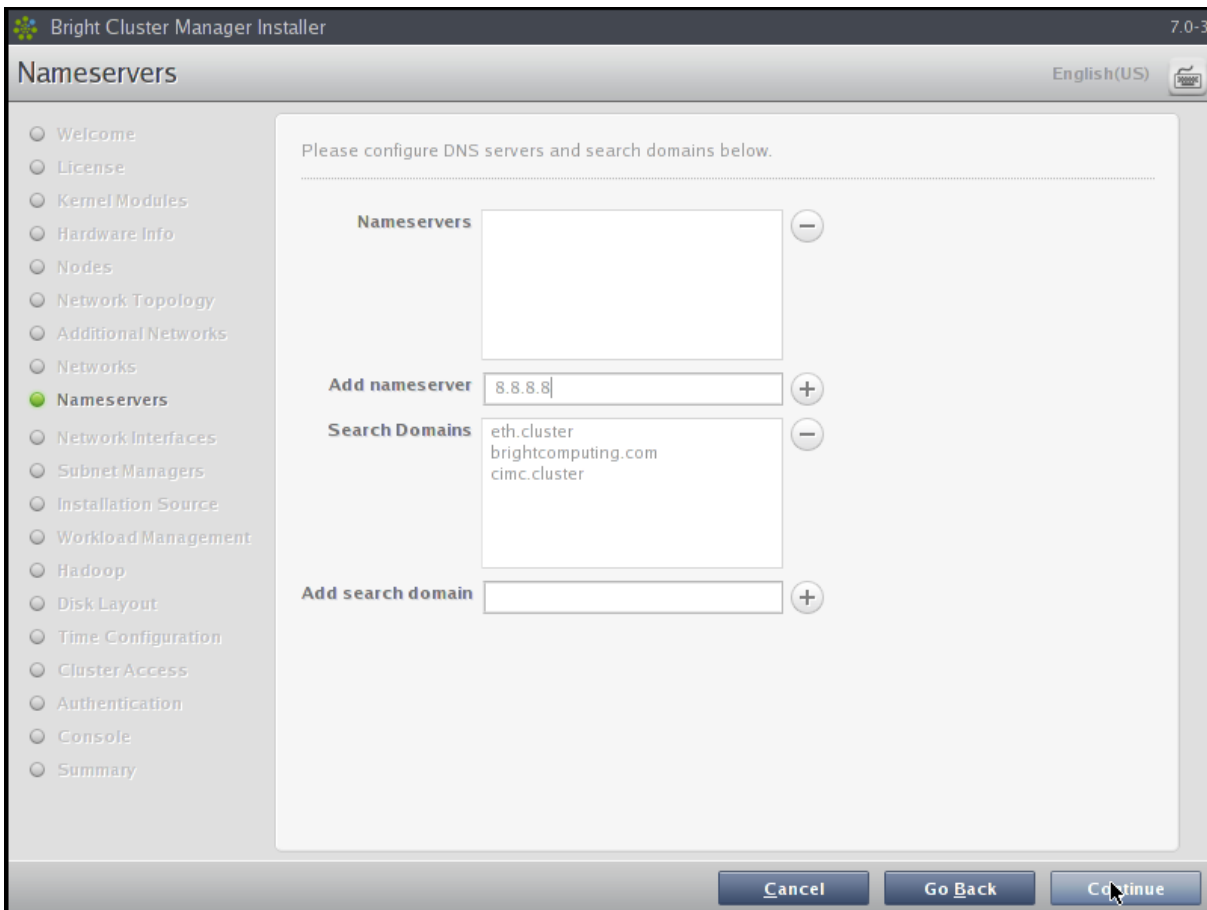 Bright Cluster Manager Installer
7.0-3
Nameservers
English(US)
Welcome
License
Kernel Modules
Hardware Info
Nodes
Network Topology
Additional Networks
Networks
Nameservers
Network Interfaces
Subnet Managers
Installation Source
Workload Management
Hadoop
Disk Layout
Time Configuration
Cluster Access
Authentication
Console
Summary
Please configure DNS servers and search domains below.
Nameservers
Add nameserver 8.8.8.8
Search Domains eth.cluster
brightcomputing.com
cimc.cluster
Add search domain
Cancel Go Back Continue